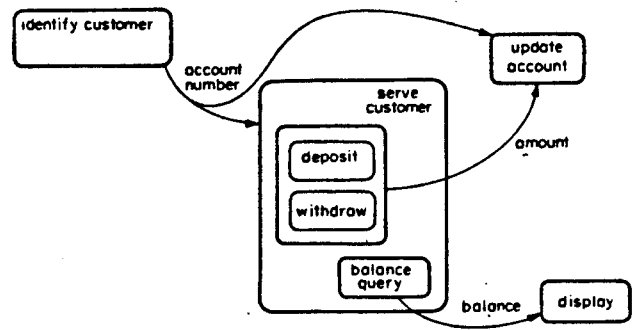 identify customer
update
account
account
number
serve
customer
deposit
amount
withdraw
balance
query
balance
display